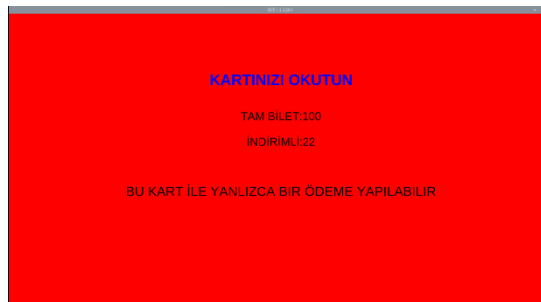 KARTINIZI OKUTUN
TAM BİLET:100
İNDİRİMLİ:22
BU KART İLE YANLIZCA BIR ÖDEME YAPILABILIR